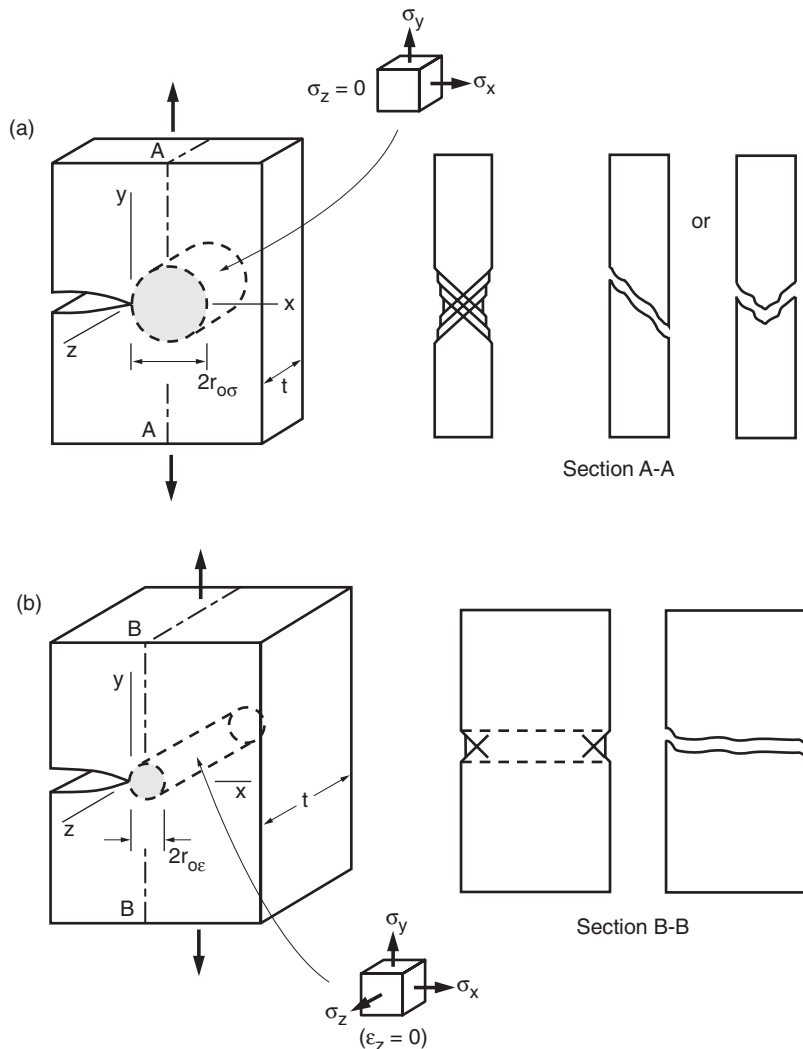 σy
σz = 0
σx
(a)
A
y
or
x
z
2roσ
t
A
Section A-A
(b)
B
y
x
t
z
2roε
B
Section B-B
σy
σx
σz
(εz = 0)